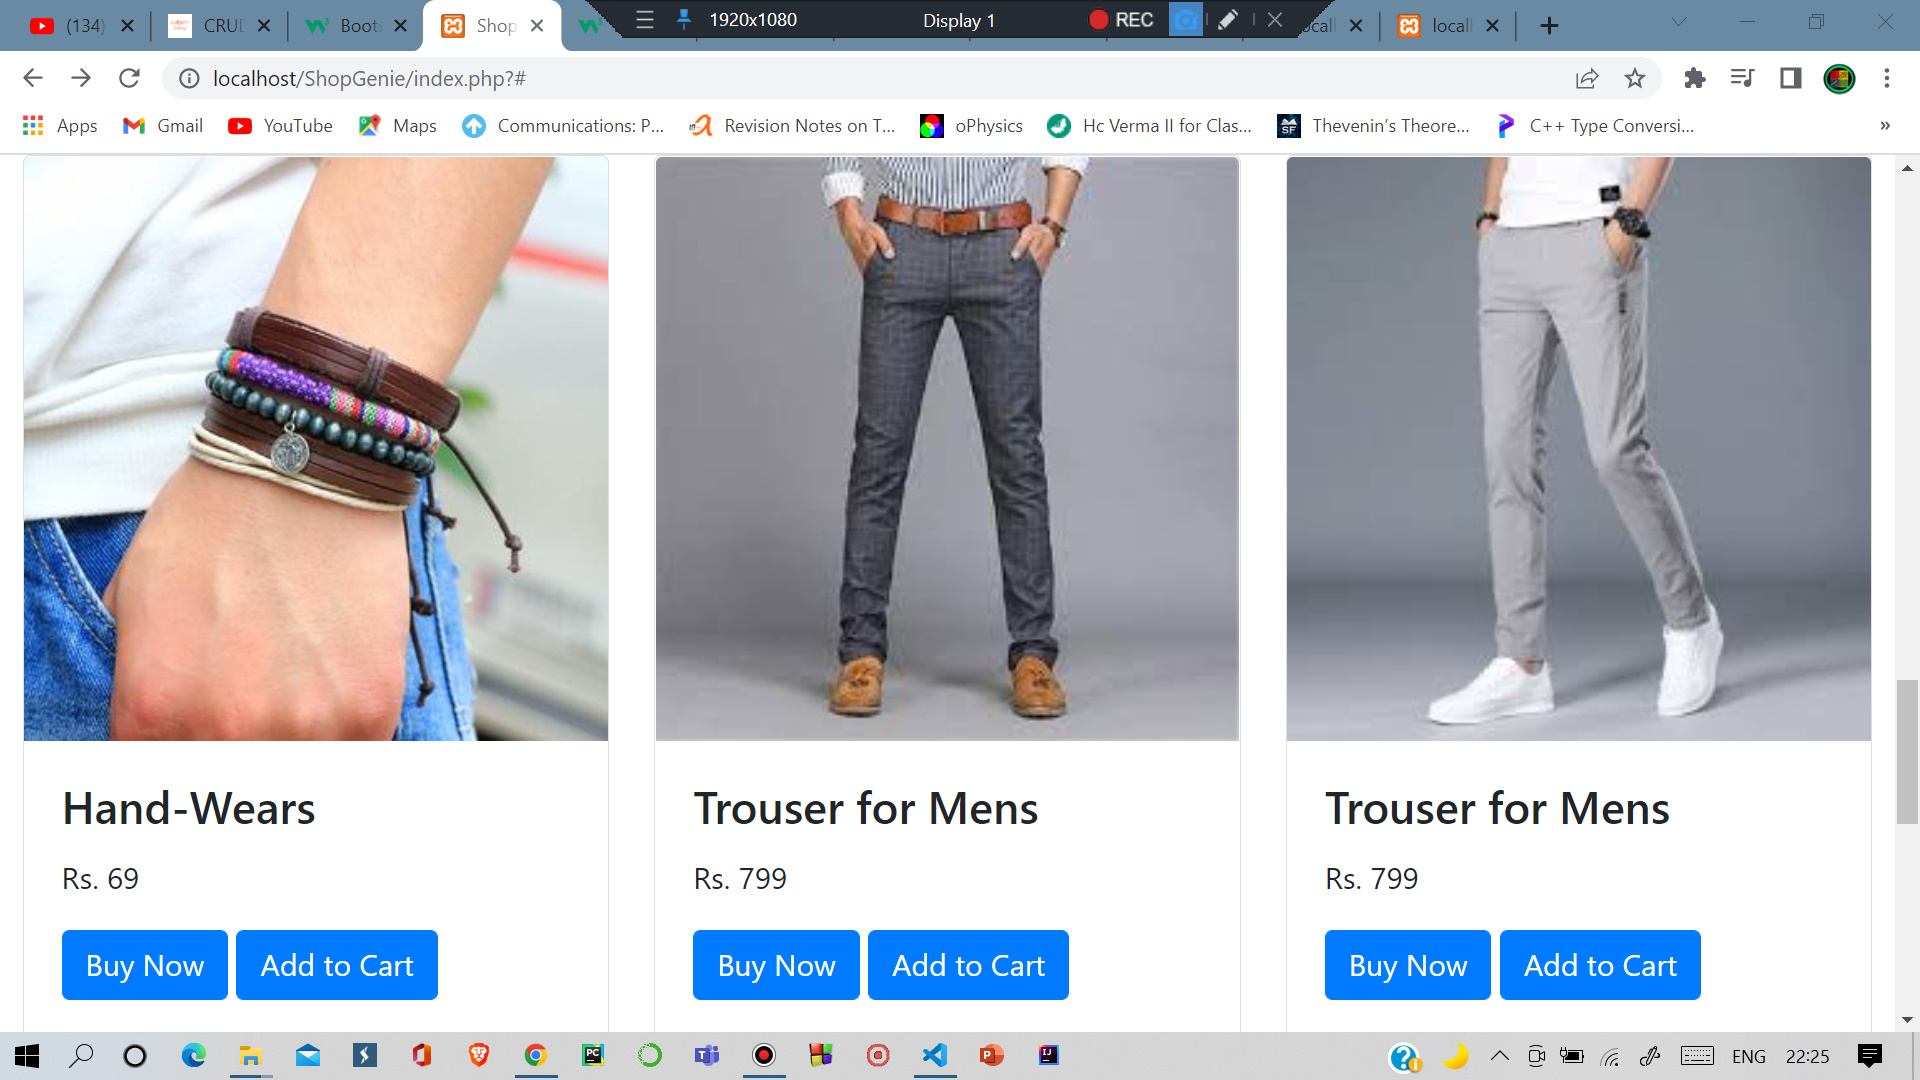 1920x1080 Display 1 REC
(134) CRUD Boot Shop locall
localhost/ShopGenie/index.php?#
Apps Gmail YouTube Maps Communications: P... Revision Notes on T... oPhysics Hc Verma II for Clas... Thevenin's Theore... C++ Type Conversi... »
Hand-Wears
Rs. 69
Buy Now Add to Cart
Trouser for Mens
Rs. 799
Buy Now Add to Cart
Trouser for Mens
Rs. 799
Buy Now Add to Cart
ENG 22:25